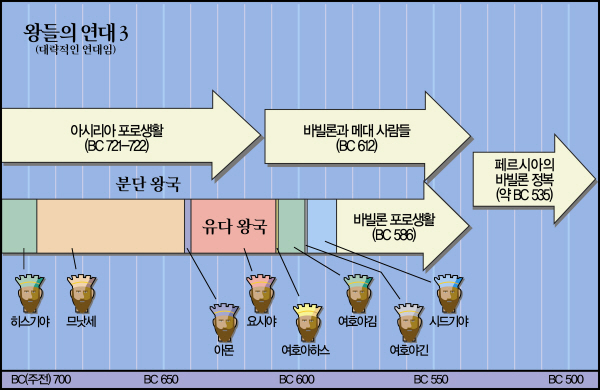 왕들의 연대 3
(대략적인 연대임)
아시리아 포로생활
(BC 721–722)
바빌론과 메대 사람들
(BC 612)
페르시아의
바빌론 정복
(약 BC 535)
분단 왕국
유다 왕국
바빌론 포로생활
(BC 586)
히스기야
므낫세
아몬
요시야
여호아하스
여호야김
여호야긴
시드기야
BC(주전) 700
BC 650
BC 600
BC 550
BC 500